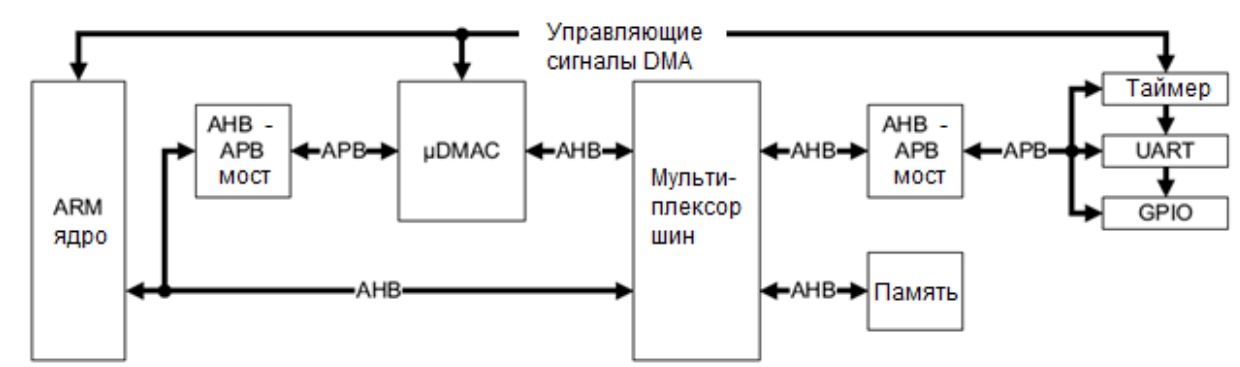 Управляющие
сигналы DMA
ARM
ядро
AHB -
APB
мост
APB
µDMAC
AHB
Мульти-
плексор
шин
AHB
AHB -
APB
мост
APB
Таймер
UART
GPIO
AHB
AHB
Память